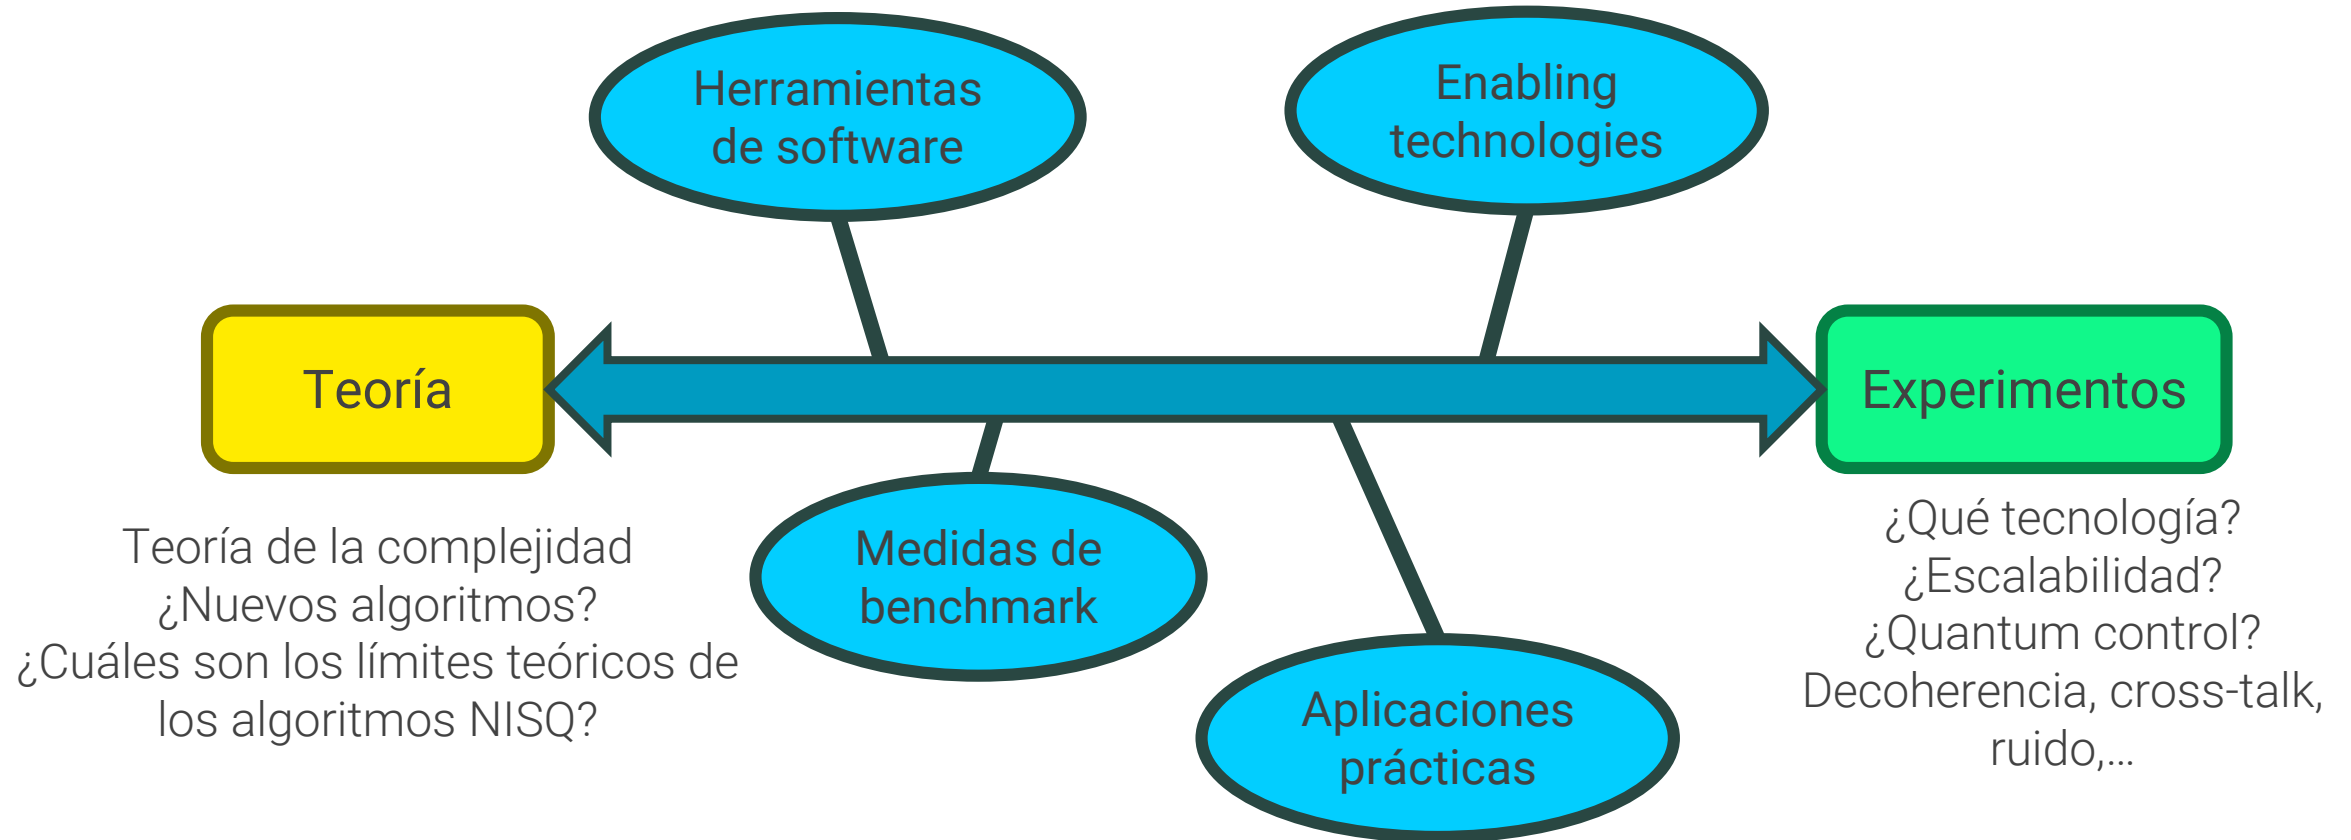 Herramientas
de software
Enabling
technologies
Teoría
Experimentos
Medidas de
benchmark
Aplicaciones
prácticas
Teoría de la complejidad
¿Nuevos algoritmos?
¿Cuáles son los límites teóricos de
los algoritmos NISQ?
¿Qué tecnología?
¿Escalabilidad?
¿Quantum control?
Decoherencia, cross-talk,
ruido,...